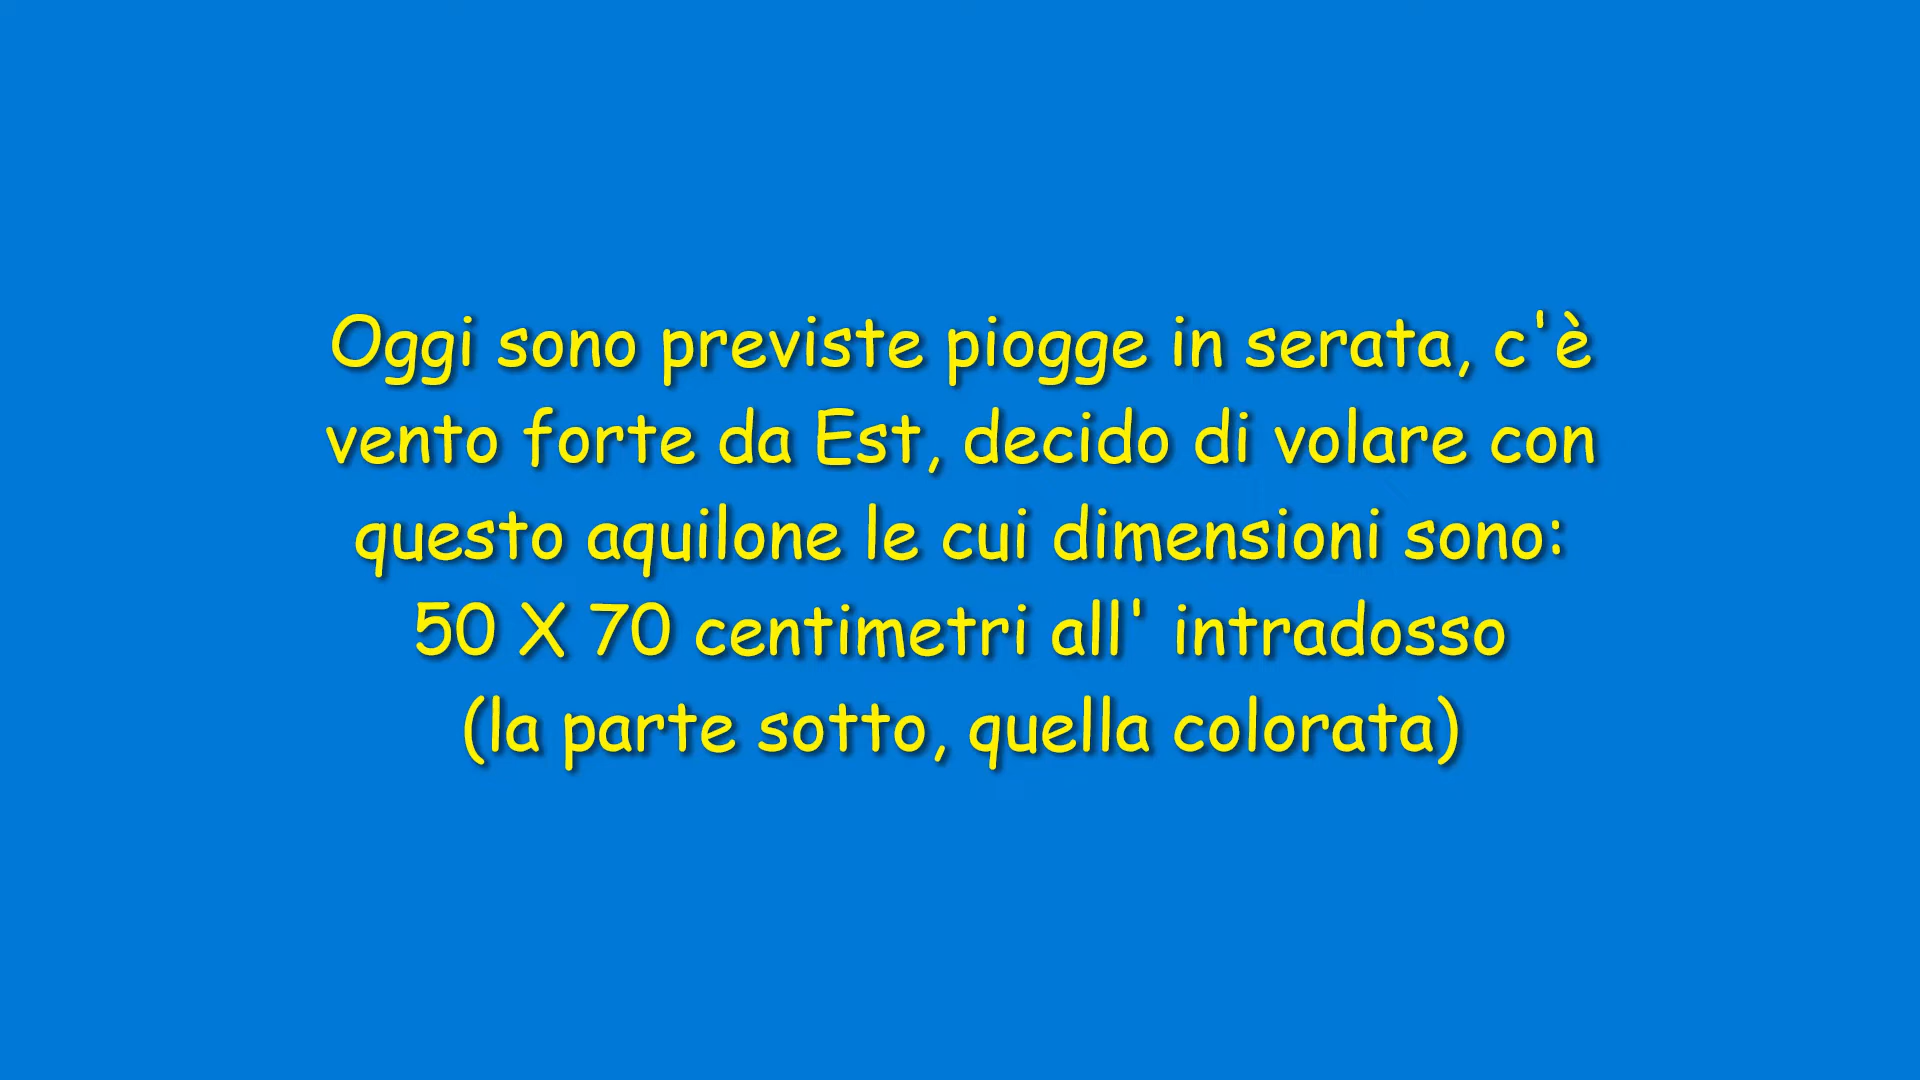 Oggi sono previste piogge in serata, c'è
vento forte da Est, decido di volare con
questo aquilone le cui dimensioni sono:
50 X 70 centimetri all' intradosso
(la parte sotto, quella colorata)